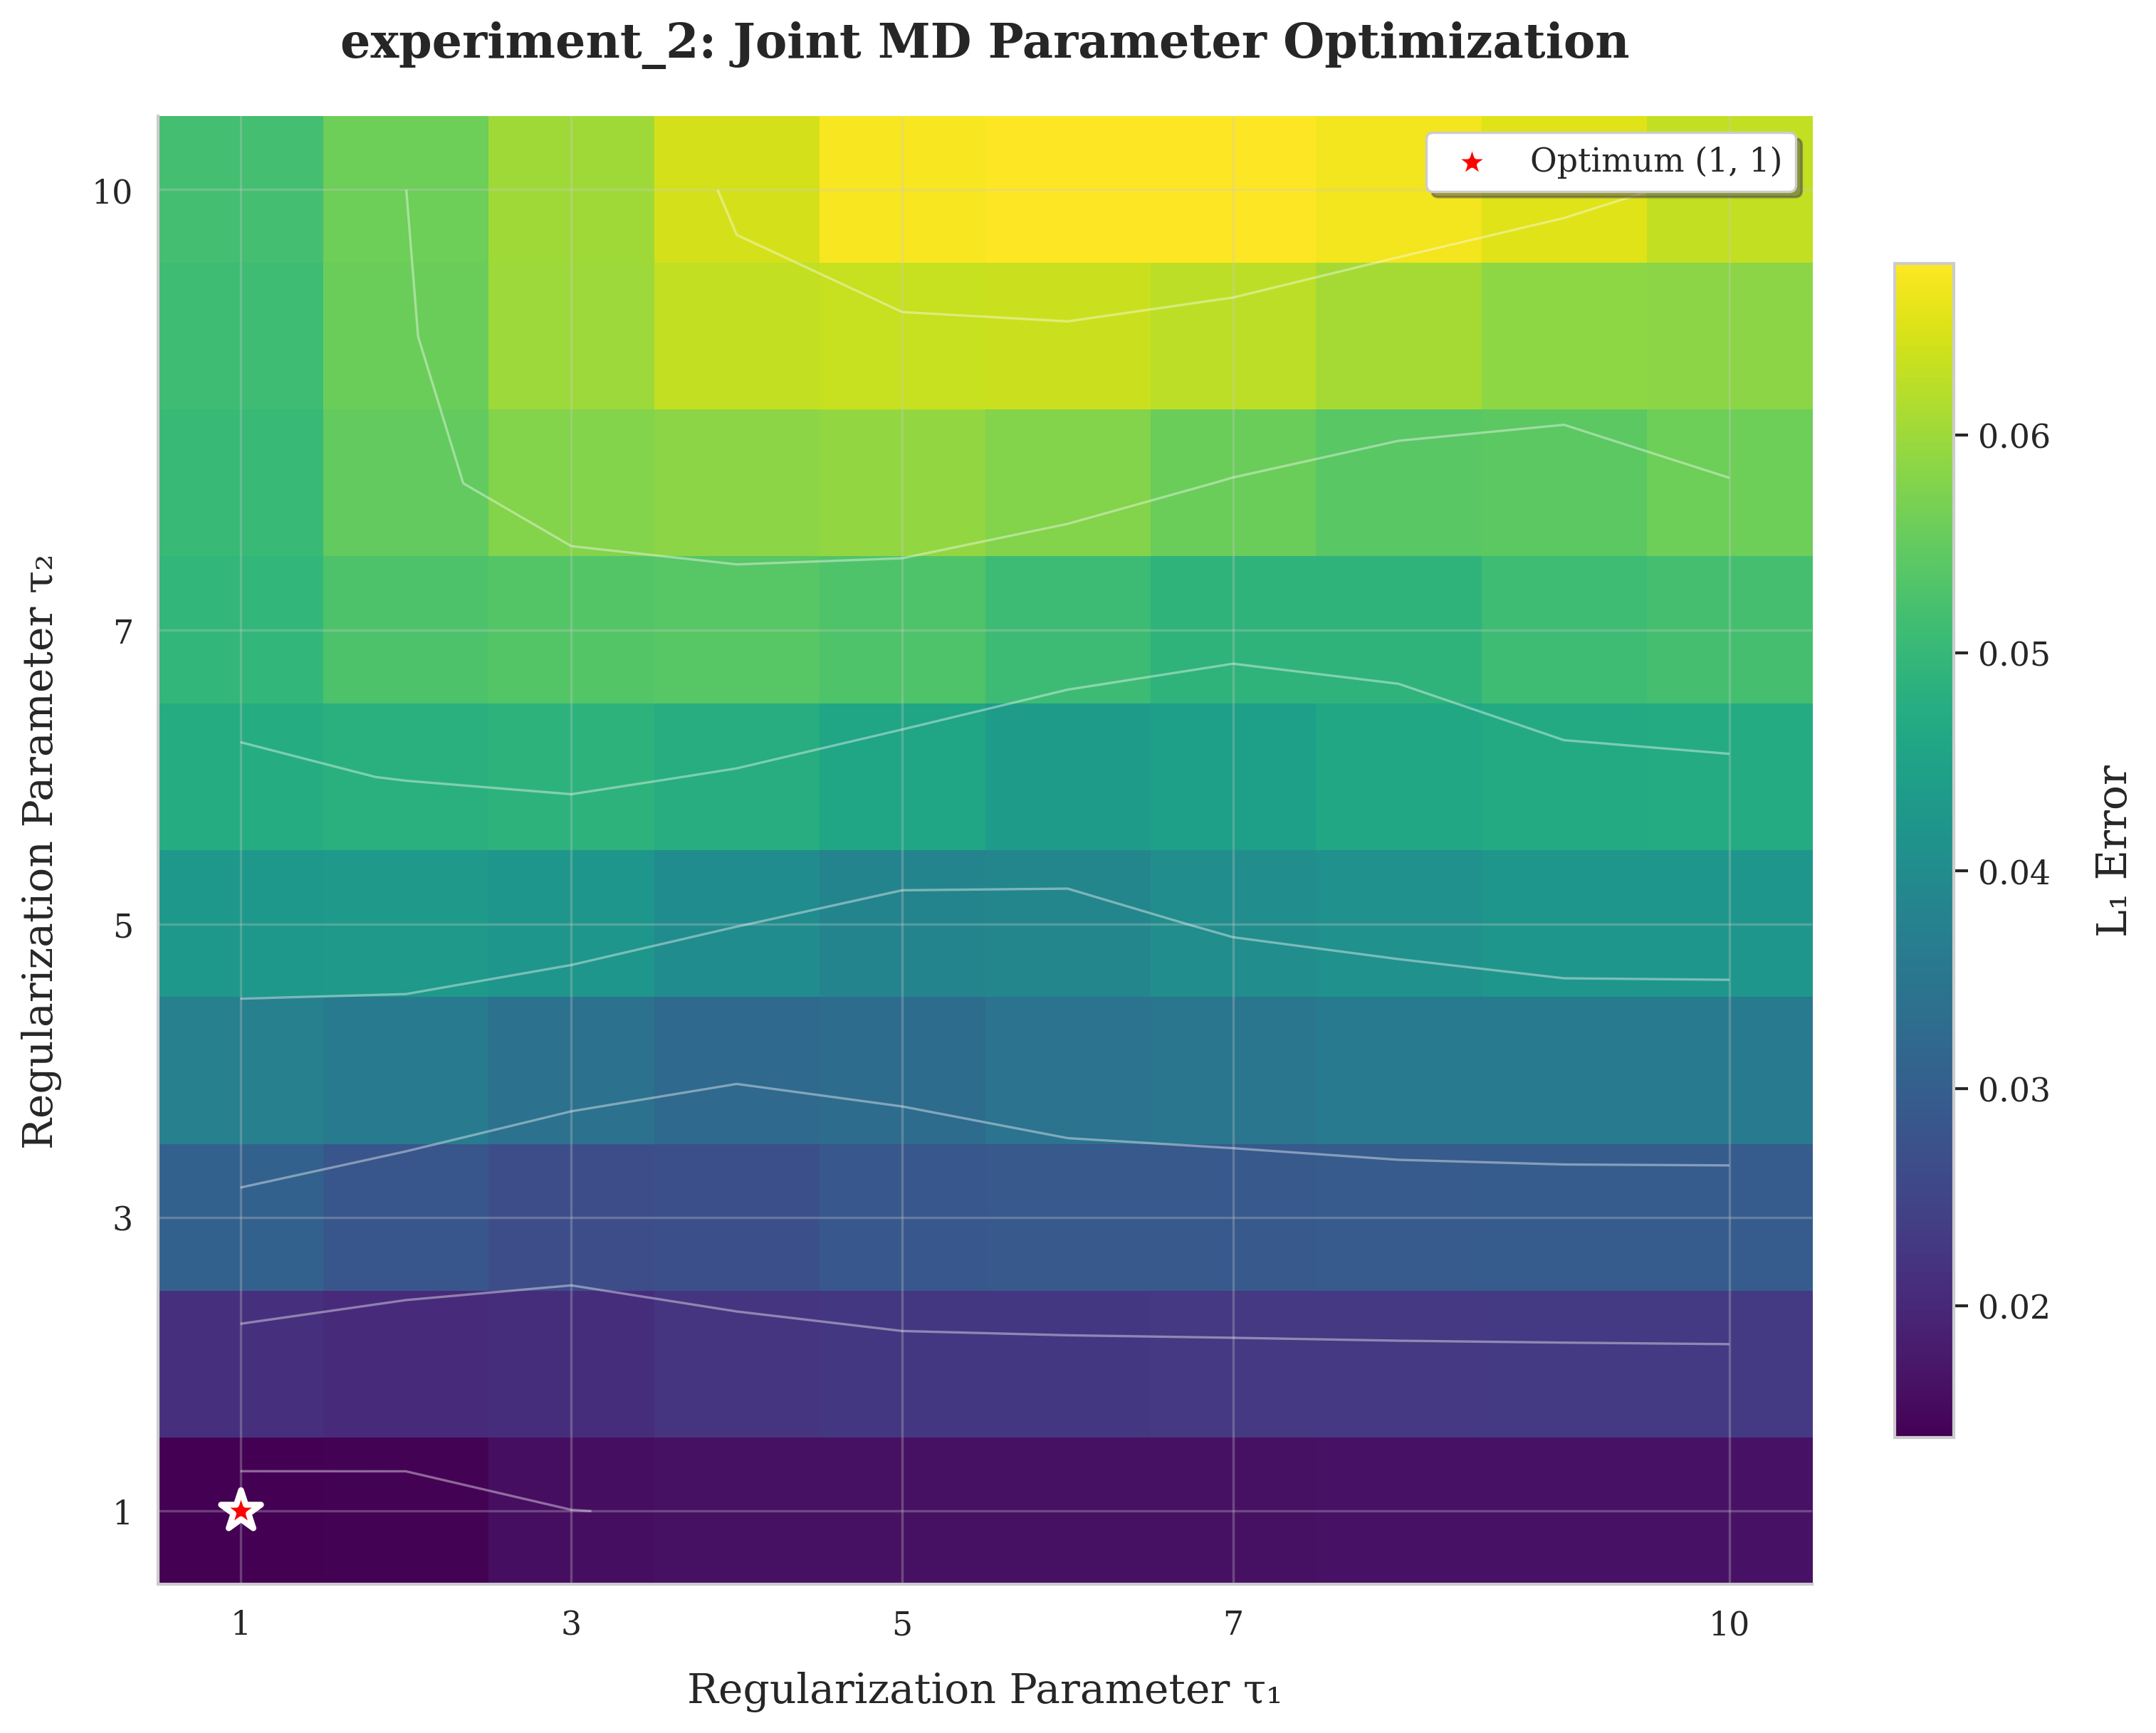 experiment_2: Joint MD Parameter Optimization
Optimum (1, 1)
Regularization Parameter τ₂
10
7
5
3
1
1 3 5 7 10
Regularization Parameter τ₁
0.06
0.05
0.04
0.03
0.02
L₁ Error